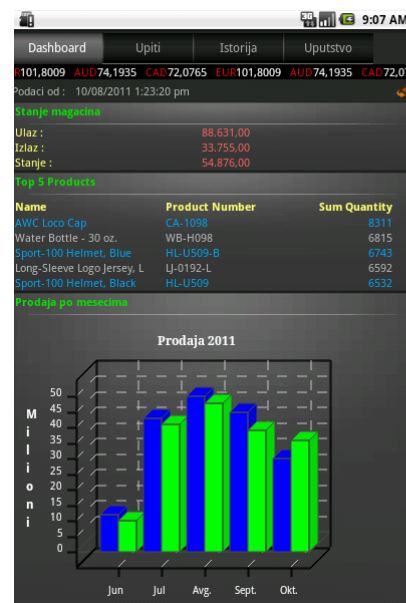 3G 9:07 AM
Dashboard Upiti Istorija Uputstvo
R101,8009 AUD74,1935 CAD72,0765 EUR101,8009 AUD74,1935 CAD72,07
Podaci od : 10/08/2011 1:23:20 pm
Stanje magacina
Ulaz : 88.631,00
Izlaz : 33.755,00
Stanje : 54.876,00
Top 5 Products
Name Product Number Sum Quantity
AWC Loco Cap CA-1098 8311
Water Bottle - 30 oz. WB-H098 6815
Sport-100 Helmet, Blue HL-U509-B 6743
Long-Sleeve Logo Jersey, L LJ-0192-L 6592
Sport-100 Helmet, Black HL-U509 6532
Prodaja po mesecima
Prodaja 2011
Milioni
50
45
40
35
30
25
20
15
10
5
0
Jun Jul Avg. Sept. Okt.